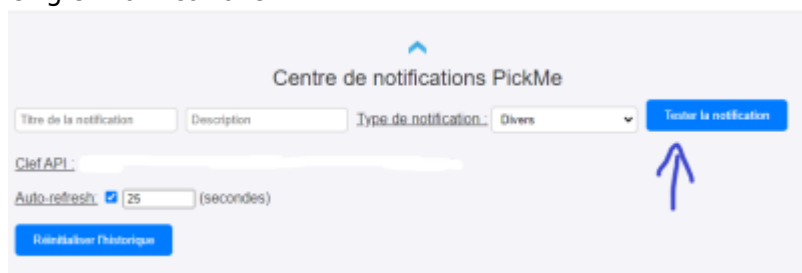 Centre de notifications PickMe
Titre de la notification Description Type de notification : Divers Tester la notification
Clef API :
Auto-refresh: 25 (secondes)
Réinitialiser l'historique